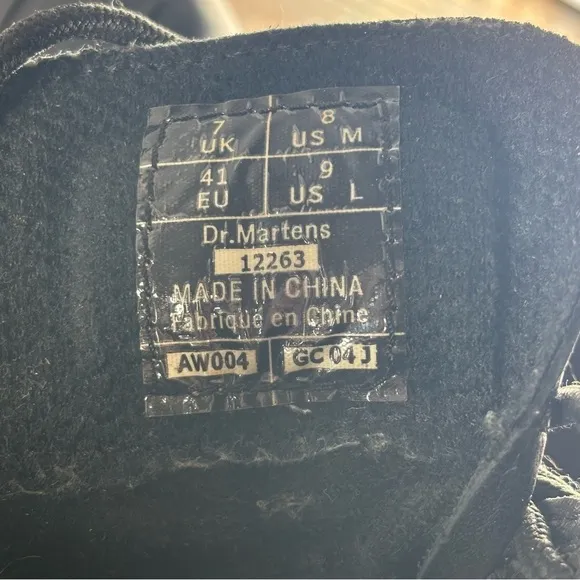 7 UK
8 US M
41 EU
9 US L
Dr.Martens
12263
MADE IN CHINA
Fabriqué en Chine
AW004
GC 04 J